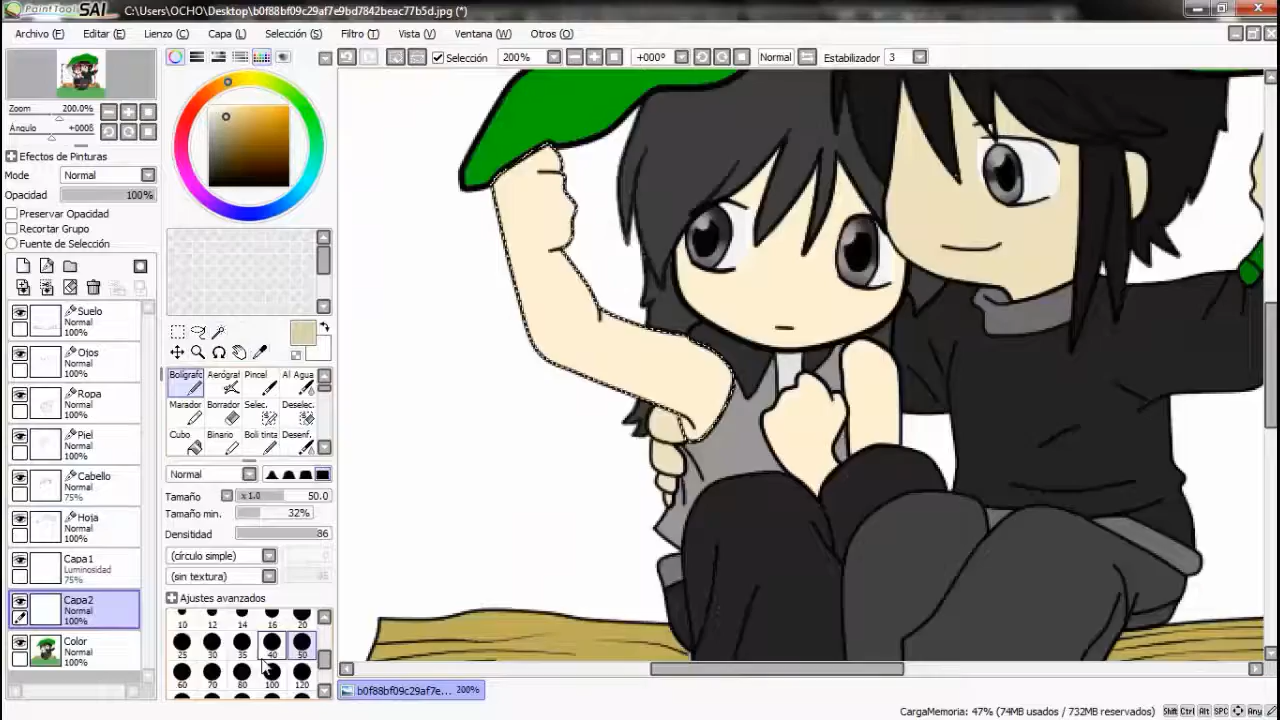 PaintTool SAI C:\Users\OCHO\Desktop\b0f88bf09c29af7e9bd7842beac77b5d.jpg (*)
Archivo (F) Editar (E) Lienzo (C) Capa (L) Selección (S) Filtro (T) Vista (V) Ventana (W) Otros (O)
Selección 200% +000° Normal Estabilizador 3
Zoom 200.0%
Ángulo +000θ
Efectos de Pinturas
Modo Normal
Opacidad 100%
Preservar Opacidad
Recortar Grupo
Fuente de Selección
Suelo
Normal
100%
Ojos
Normal
100%
Ropa
Normal
100%
Piel
Normal
100%
Cabello
Normal
75%
Hoja
Normal
100%
Capa1
Luminosidad
75%
Capa2
Normal
100%
Color
Normal
100%
Bolígrafo Aerógraf Pincel Al Agua
Marador Borrador Selec. Deselec.
Cubo Binario Boli tinta Desenf.
Normal
Tamaño x 1.0 50.0
Tamaño min. 32%
Densitidad 86
(círculo simple)
(sin textura)
Ajustes avanzados
10 12 14 16 20
25 30 35 40 50
60 70 80 100 120
b0f88bf09c29af7e... 200%
CargaMemoria: 47% (74MB usados / 732MB reservados) Shift Ctrl Alt SPC Any